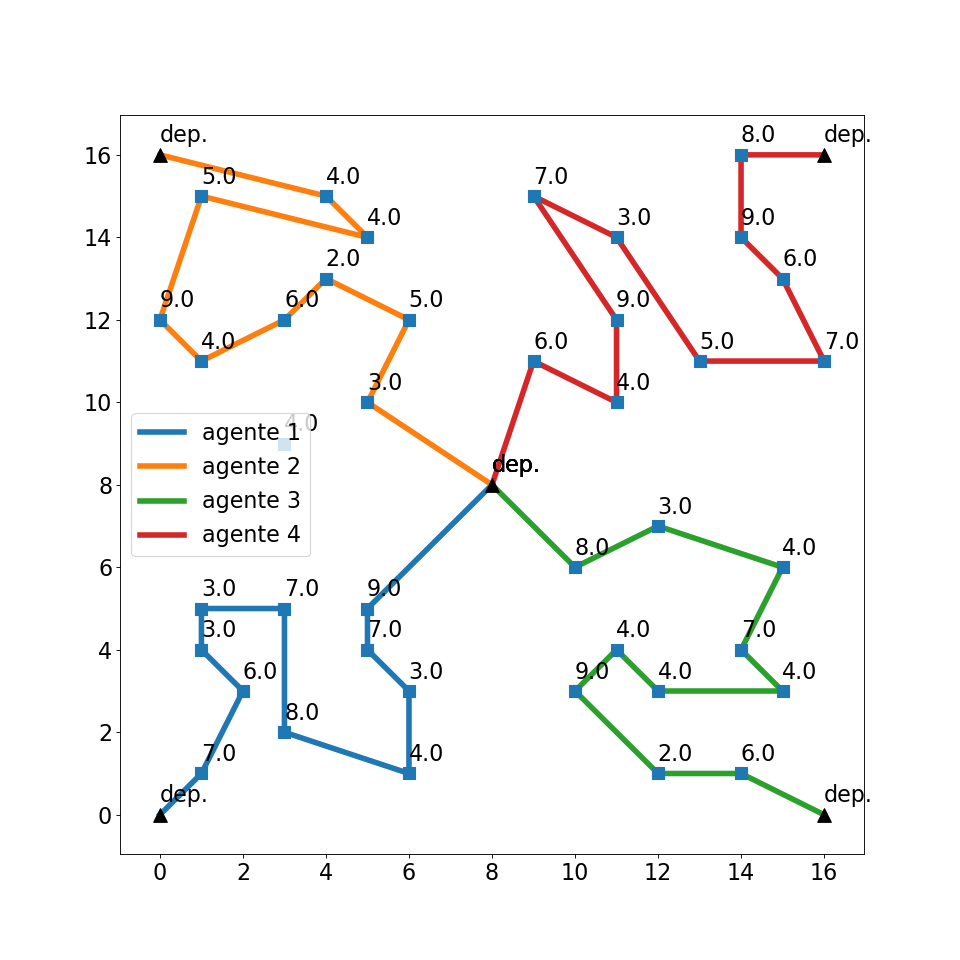 dep. 8.0 dep.
16
5.0 4.0 7.0
4.0 3.0 9.0
14
2.0 6.0
9.0 6.0 5.0 9.0
12
4.0 6.0 5.0 7.0
3.0 4.0
10
4.0
agente 1
agente 2
agente 3
agente 4
dep.
8
3.0
8.0 4.0
6
3.0 7.0 9.0
3.0 7.0 4.0 7.0
4
6.0 3.0 9.0 4.0 4.0
8.0
2
7.0 4.0 2.0 6.0
dep. dep.
0
0 2 4 6 8 10 12 14 16